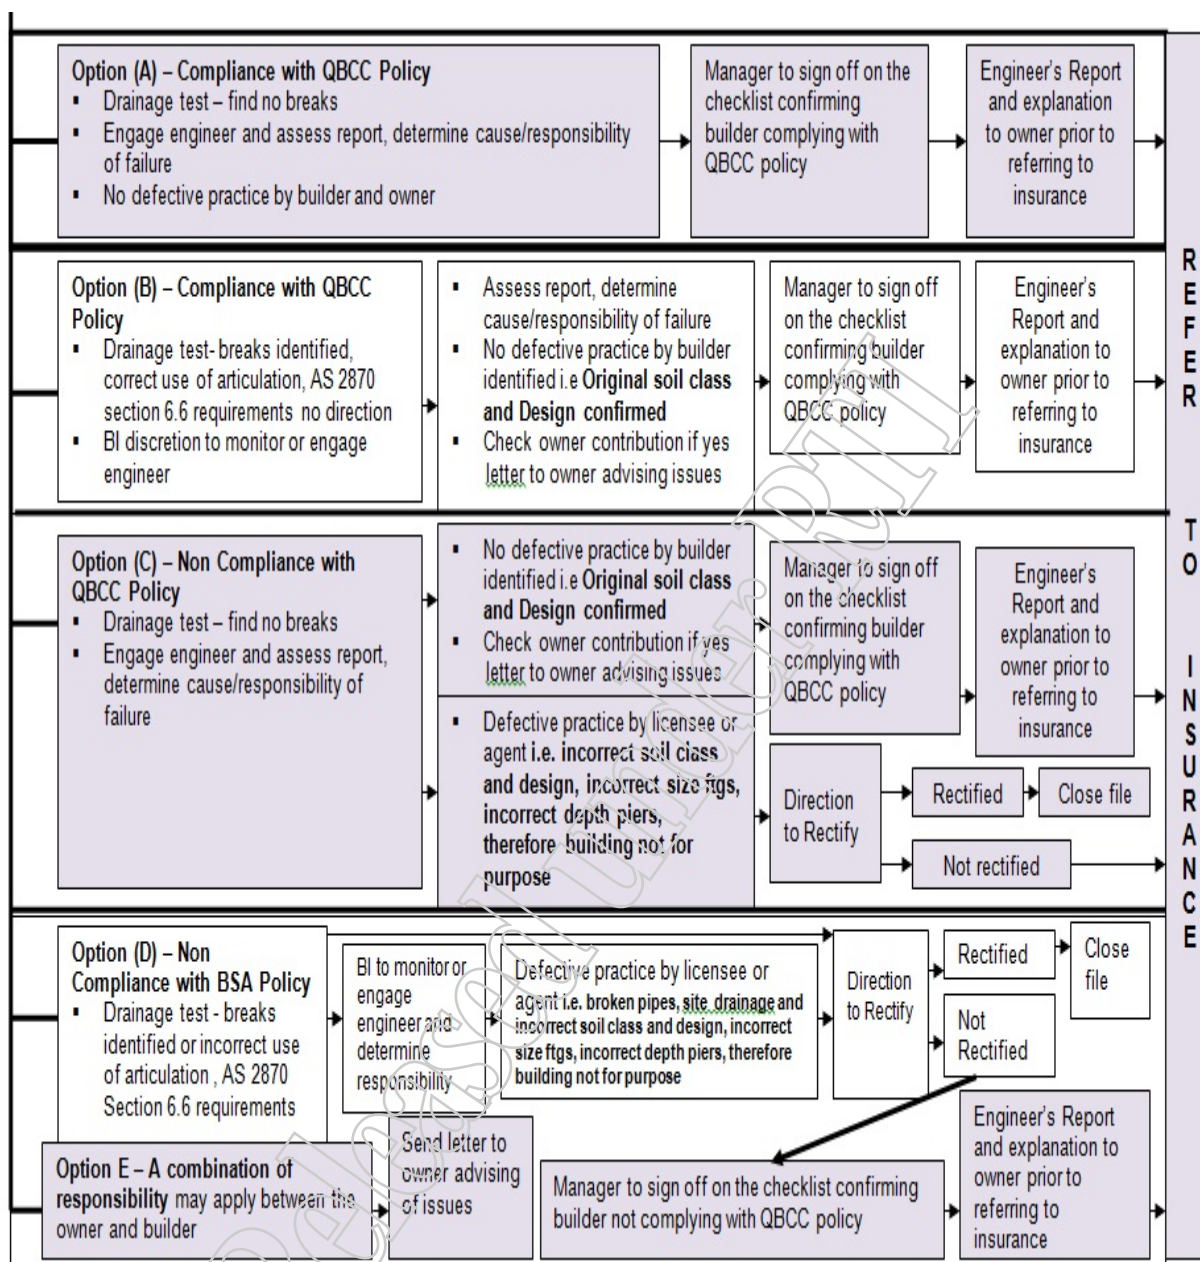 Option (A) – Compliance with QBCC Policy
▪ Drainage test – find no breaks
▪ Engage engineer and assess report, determine cause/responsibility
of failure
▪ No defective practice by builder and owner
Manager to sign off on the
checklist confirming
builder complying with
QBCC policy
Engineer's Report
and explanation
to owner prior to
referring to
insurance
Option (B) – Compliance with QBCC
Policy
▪ Drainage test- breaks identified,
correct use of articulation, AS 2870
section 6.6 requirements no direction
▪ BI discretion to monitor or engage
engineer
▪ Assess report, determine
cause/responsibility of failure
▪ No defective practice by builder
identified i.e Original soil class
and Design confirmed
▪ Check owner contribution if yes
letter to owner advising issues
Manager to sign off
on the checklist
confirming builder
complying with
QBCC policy
Engineer's
Report and
explanation to
owner prior to
referring to
insurance
Option (C) – Non Compliance with
QBCC Policy
▪ Drainage test – find no breaks
▪ Engage engineer and assess report,
determine cause/responsibility of
failure
▪ No defective practice by builder
identified i.e Original soil class
and Design confirmed
▪ Check owner contribution if yes
letter to owner advising issues
Manager to sign off
on the checklist
confirming builder
complying with
QBCC policy
Engineer's
Report and
explanation to
owner prior to
referring to
insurance
▪ Defective practice by licensee or
agent i.e. incorrect soil class
and design, incorrect size ftgs,
incorrect depth piers,
therefore building not for
purpose
Direction
to Rectify
Rectified
Close file
Not rectified
Option (D) – Non
Compliance with BSA Policy
▪ Drainage test - breaks
identified or incorrect use
of articulation , AS 2870
Section 6.6 requirements
BI to monitor or
engage
engineer and
determine
responsibility
Defective practice by licensee or
agent i.e. broken pipes, site drainage and
incorrect soil class and design, incorrect
size ftgs, incorrect depth piers, therefore
building not for purpose
Direction
to Rectify
Rectified
Close
file
Not
Rectified
Option E – A combination of
responsibility may apply between the
owner and builder
Send letter to
owner advising
of issues
Manager to sign off on the checklist confirming
builder not complying with QBCC policy
Engineer's Report
and explanation to
owner prior to
referring to
insurance
REFER TO INSURANCE
Released under RTI